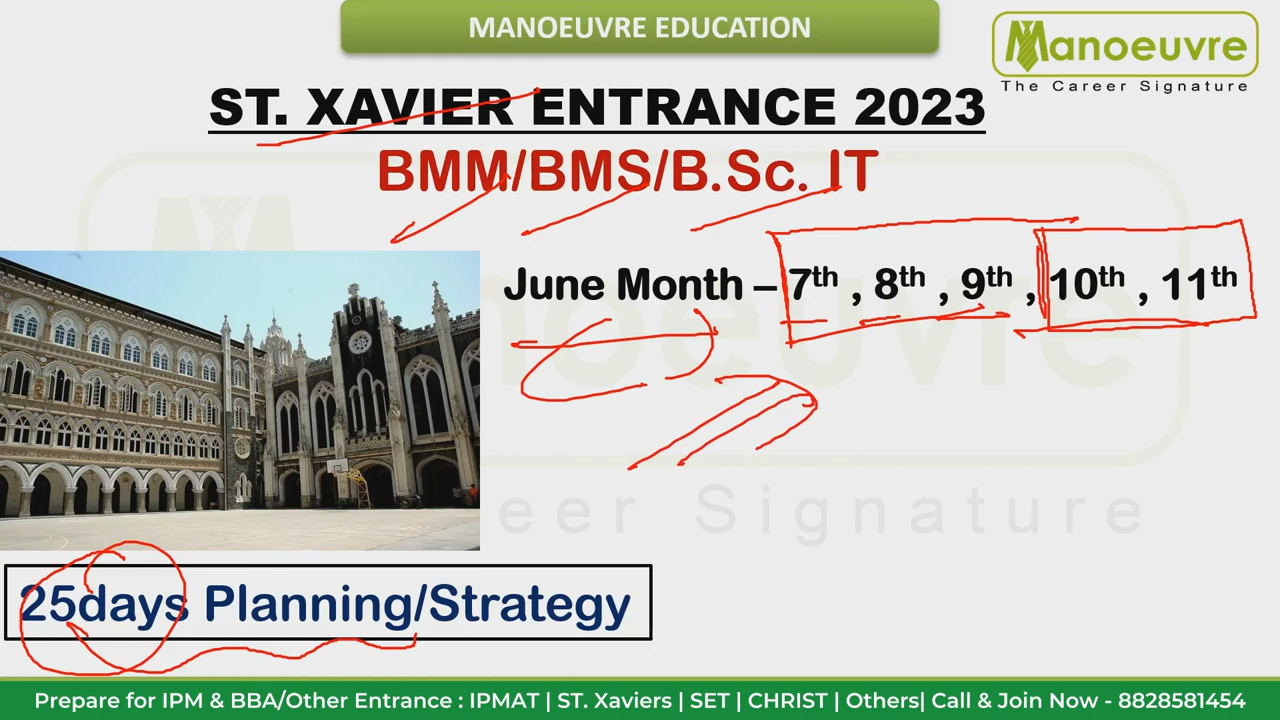 MANOEUVRE EDUCATION
Manoeuvre
The Career Signature
ST. XAVIER ENTRANCE 2023
BMM/BMS/B.Sc. IT
June Month – 7th , 8th , 9th , 10th , 11th
25days Planning/Strategy
Prepare for IPM & BBA/Other Entrance : IPMAT | ST. Xaviers | SET | CHRIST | Others| Call & Join Now - 8828581454